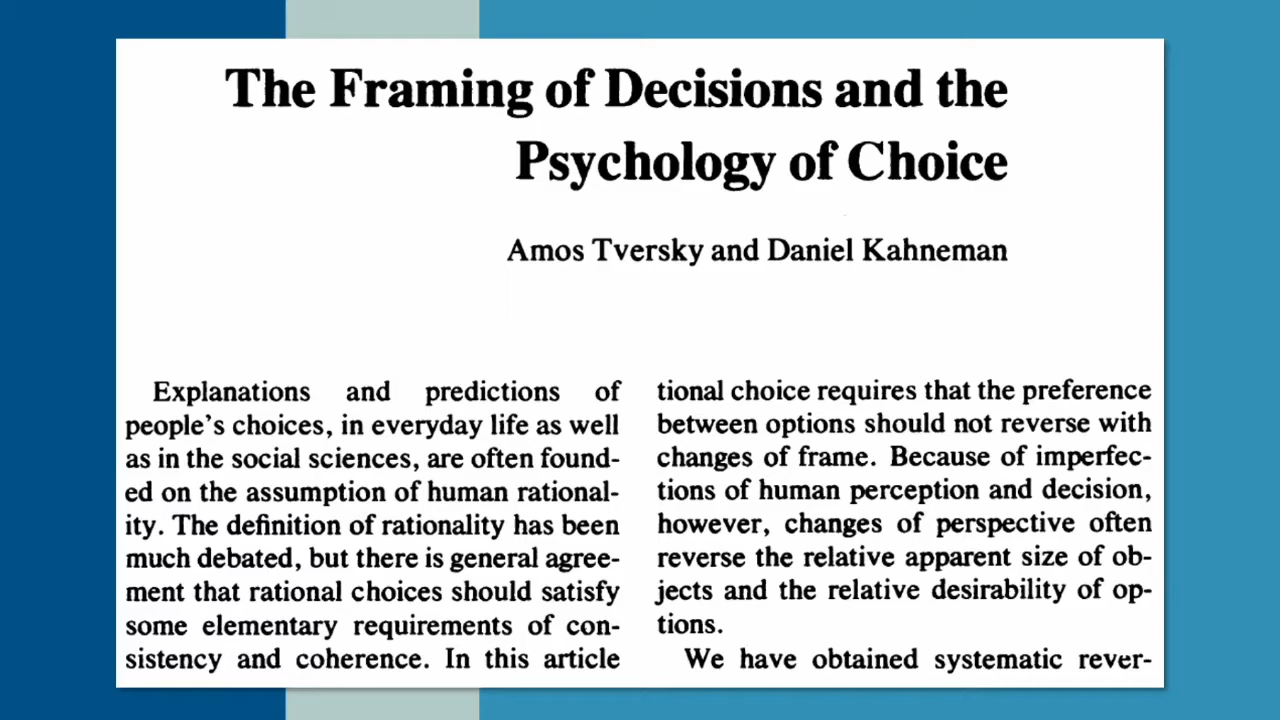 The Framing of Decisions and the
Psychology of Choice
Amos Tversky and Daniel Kahneman
Explanations and predictions of
people's choices, in everyday life as well
as in the social sciences, are often found-
ed on the assumption of human rational-
ity. The definition of rationality has been
much debated, but there is general agree-
ment that rational choices should satisfy
some elementary requirements of con-
sistency and coherence. In this article
tional choice requires that the preference
between options should not reverse with
changes of frame. Because of imperfec-
tions of human perception and decision,
however, changes of perspective often
reverse the relative apparent size of ob-
jects and the relative desirability of op-
tions.
We have obtained systematic rever-